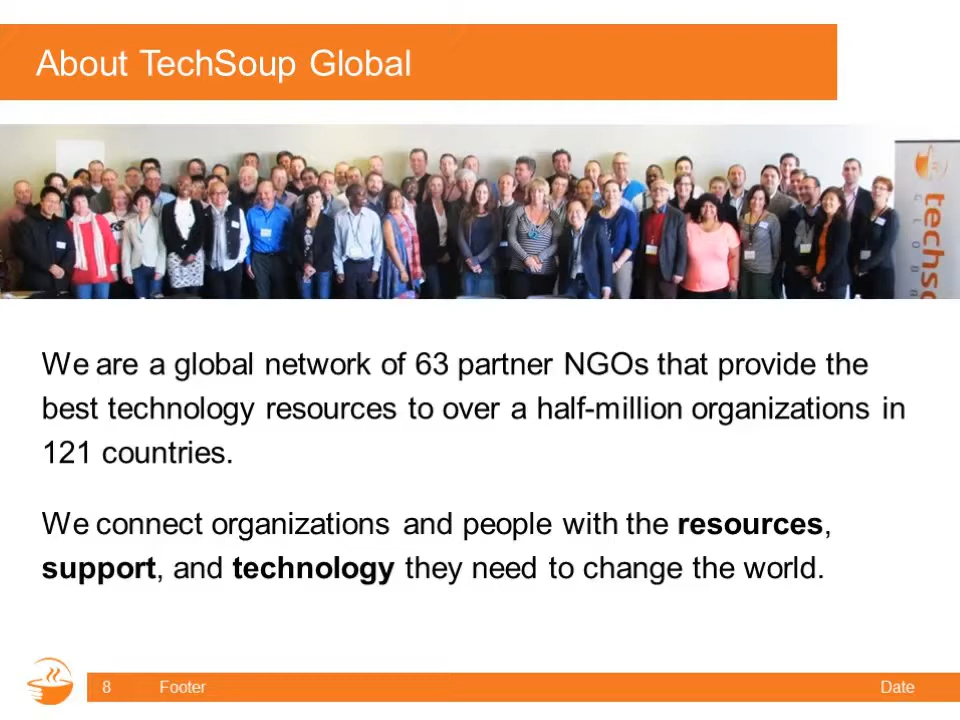 About TechSoup Global
techso
GLOBA
We are a global network of 63 partner NGOs that provide the
best technology resources to over a half-million organizations in
121 countries.
We connect organizations and people with the resources,
support, and technology they need to change the world.
8 Footer Date